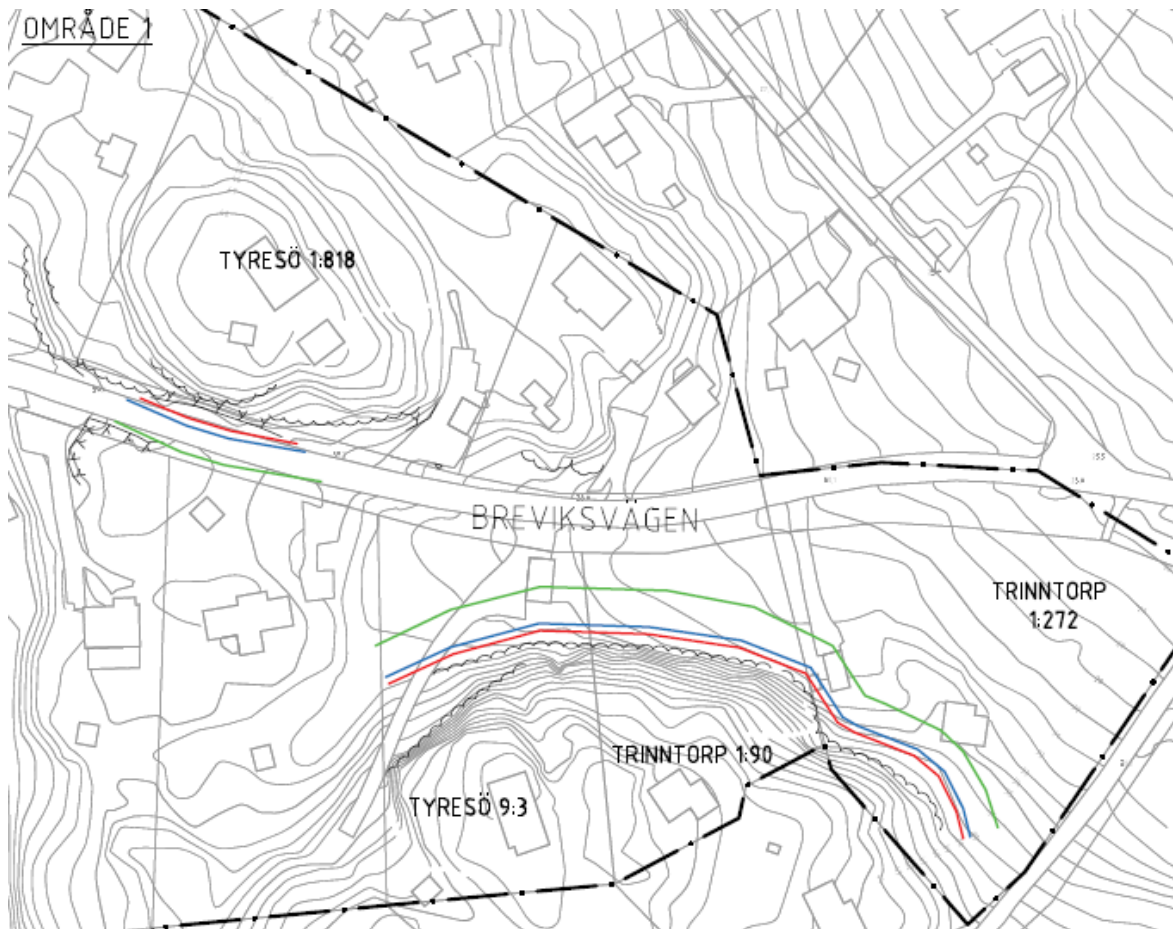 OMRÅDE 1
TYRESÖ 1:818
BREVIKSVÄGEN
TRINNTORP
1:272
TRINNTORP 1:90
TYRESÖ 9:3